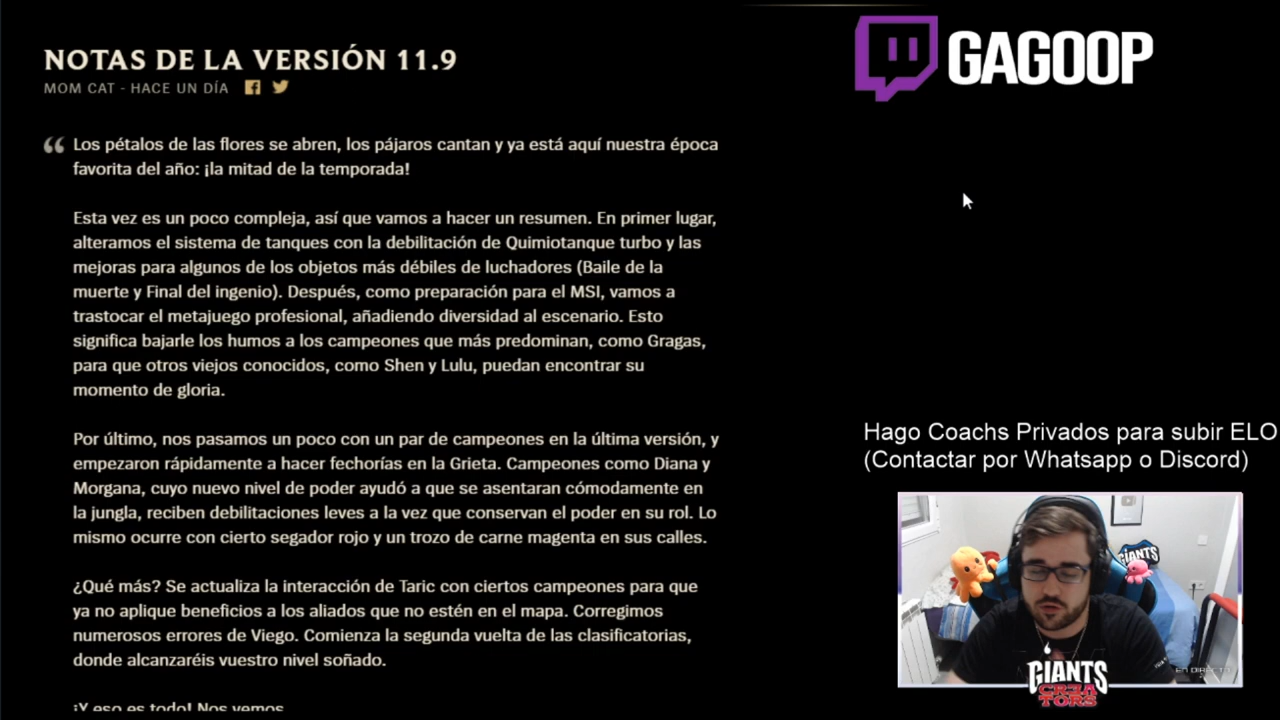 NOTAS DE LA VERSIÓN 11.9
MOM CAT - HACE UN DÍA
Los pétalos de las flores se abren, los pájaros cantan y ya está aquí nuestra época
favorita del año: ¡la mitad de la temporada!
Esta vez es un poco compleja, así que vamos a hacer un resumen. En primer lugar,
alteramos el sistema de tanques con la debilitación de Quimiotanque turbo y las
mejoras para algunos de los objetos más débiles de luchadores (Baile de la
muerte y Final del ingenio). Después, como preparación para el MSI, vamos a
trastocar el metajuego profesional, añadiendo diversidad al escenario. Esto
significa bajarle los humos a los campeones que más predominan, como Gragas,
para que otros viejos conocidos, como Shen y Lulu, puedan encontrar su
momento de gloria.
Por último, nos pasamos un poco con un par de campeones en la última versión, y
empezaron rápidamente a hacer fechorías en la Grieta. Campeones como Diana y
Morgana, cuyo nuevo nivel de poder ayudó a que se asentaran cómodamente en
la jungla, reciben debilitaciones leves a la vez que conservan el poder en su rol. Lo
mismo ocurre con cierto segador rojo y un trozo de carne magenta en sus calles.
¿Qué más? Se actualiza la interacción de Taric con ciertos campeones para que
ya no aplique beneficios a los aliados que no estén en el mapa. Corregimos
numerosos errores de Viego. Comienza la segunda vuelta de las clasificatorias,
donde alcanzaréis vuestro nivel soñado.
¡Y eso es todo! Nos vemos
GAGOOP
Hago Coachs Privados para subir ELO
(Contactar por Whatsapp o Discord)
GIANTS
EN DIRECTO
GIANTS
CREA
TORS